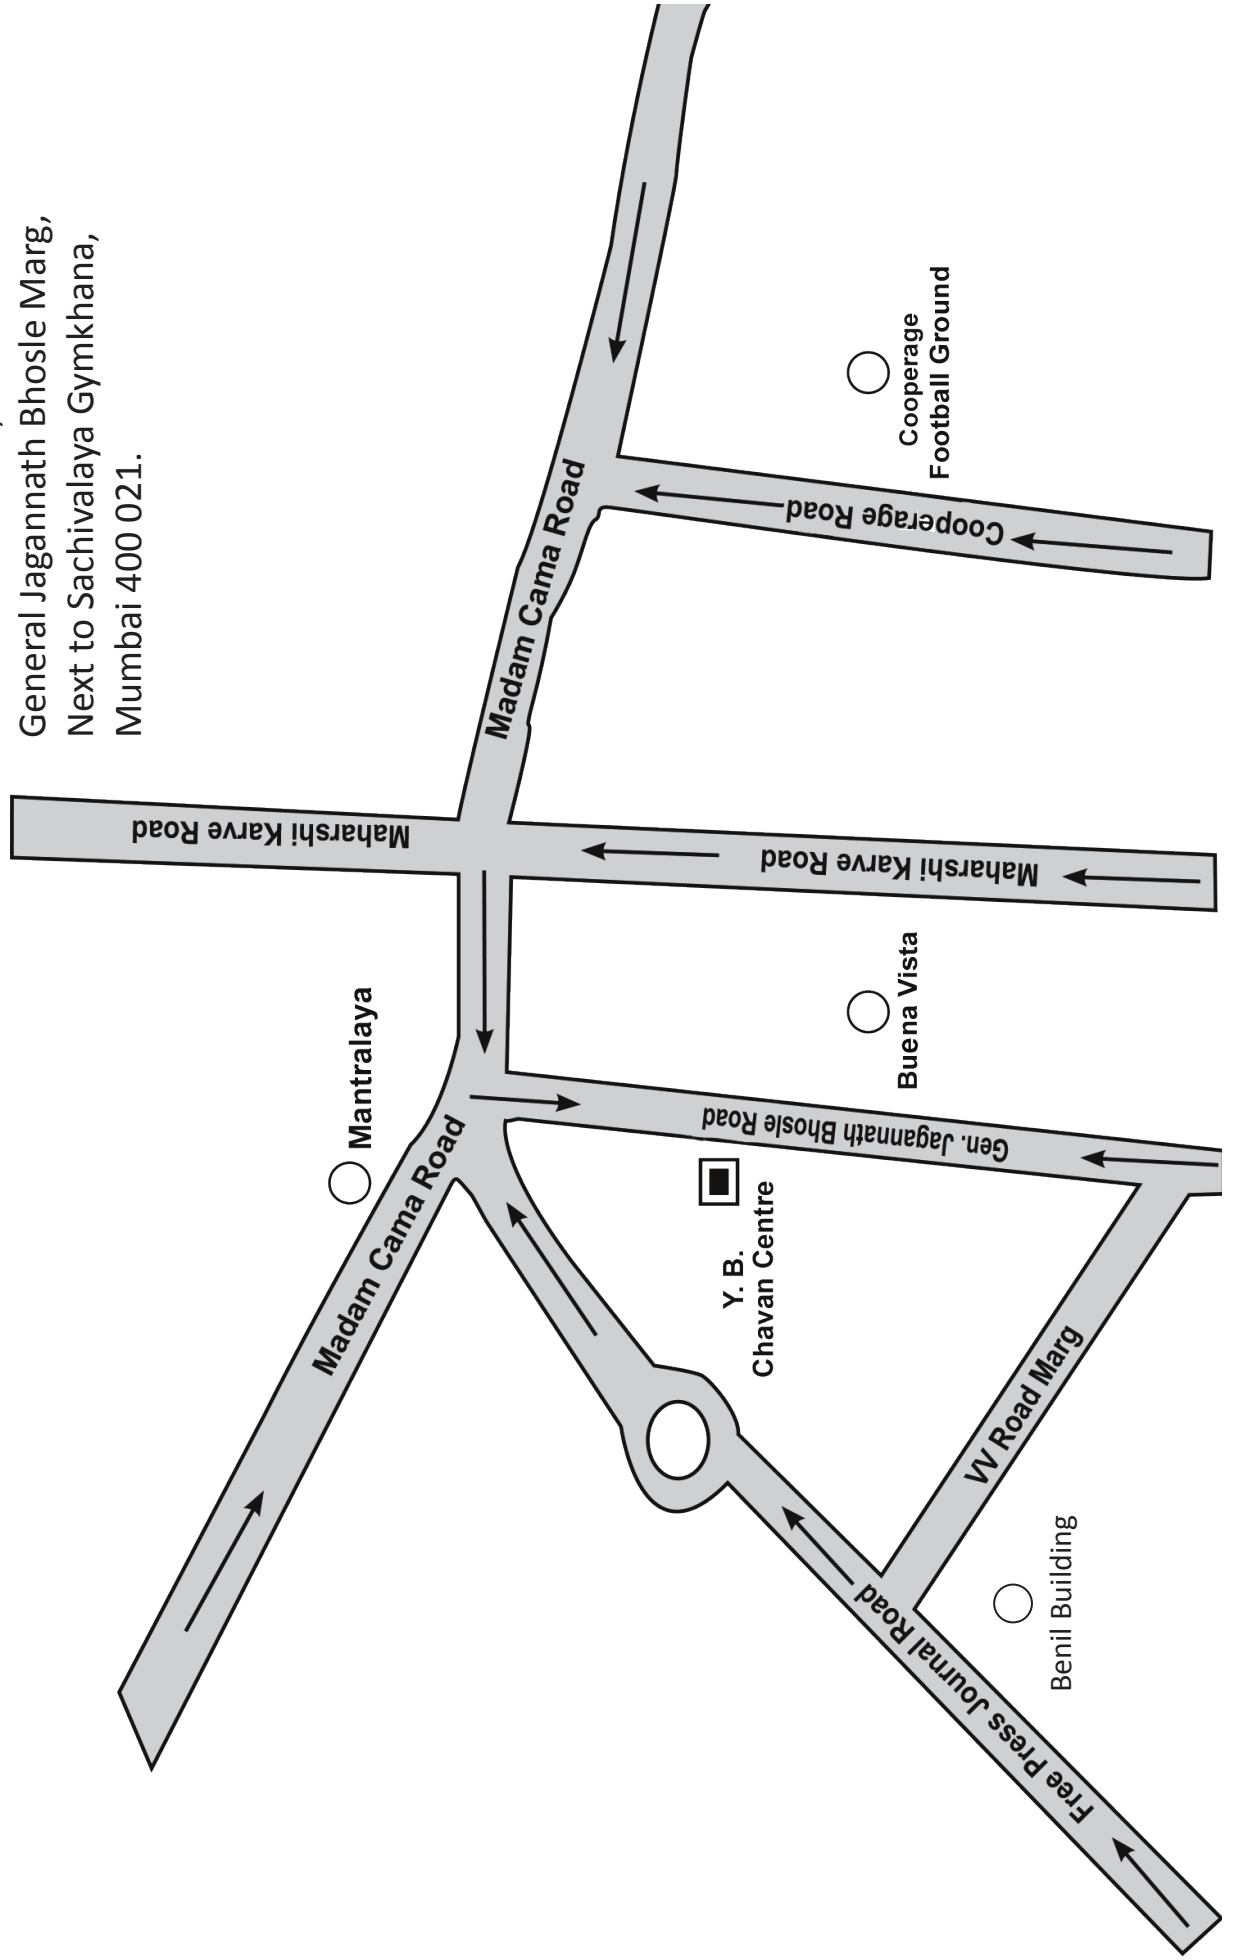 General Jagannath Bhosle Marg,
Next to Sachivalaya Gymkhana,
Mumbai 400 021.
Madam Cama Road
Mantralaya
Madam Cama Road
Maharshi Karve Road
Maharshi Karve Road
Cooperage Road
Cooperage
Football Ground
Buena Vista
Gen. Jagannath Bhosle Road
Y. B.
Chavan Centre
VV Road Marg
Free Press Journal Road
Benil Building